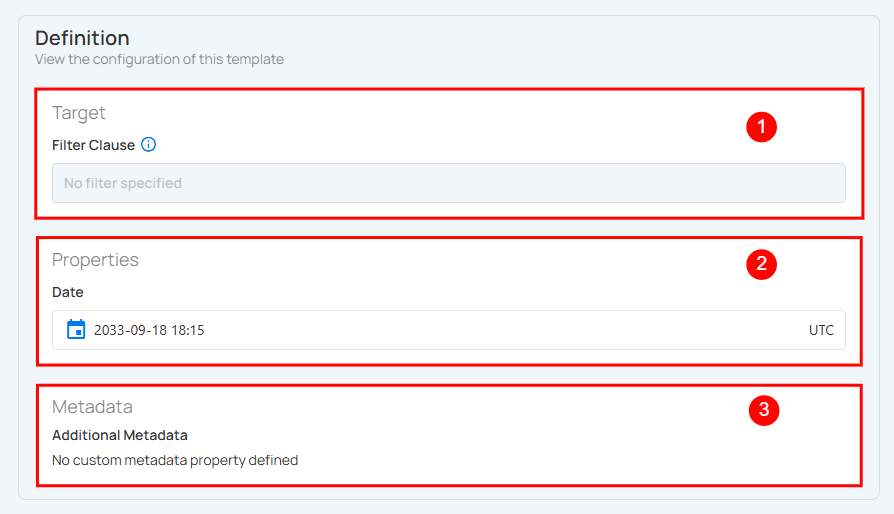 Definition
View the configuration of this template
Target
1
Filter Clause
No filter specified
Properties
2
Date
2033-09-18 18:15 UTC
Metadata
3
Additional Metadata
No custom metadata property defined